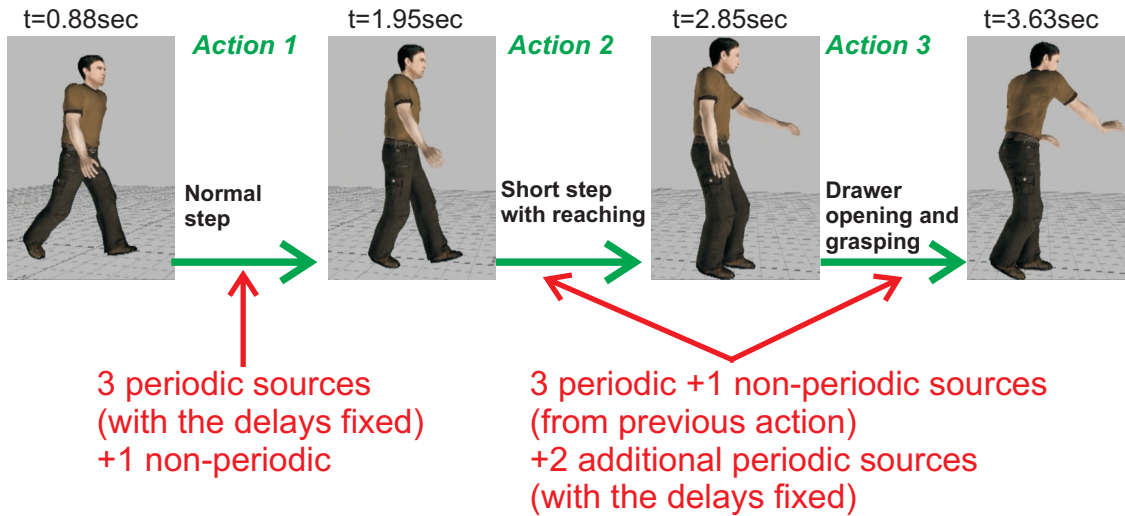 t=0.88sec
t=1.95sec
t=2.85sec
t=3.63sec
Action 1
Action 2
Action 3
Normal
step
Short step
with reaching
Drawer
opening and
grasping
3 periodic sources
(with the delays fixed)
+1 non-periodic
3 periodic +1 non-periodic sources
(from previous action)
+2 additional periodic sources
(with the delays fixed)